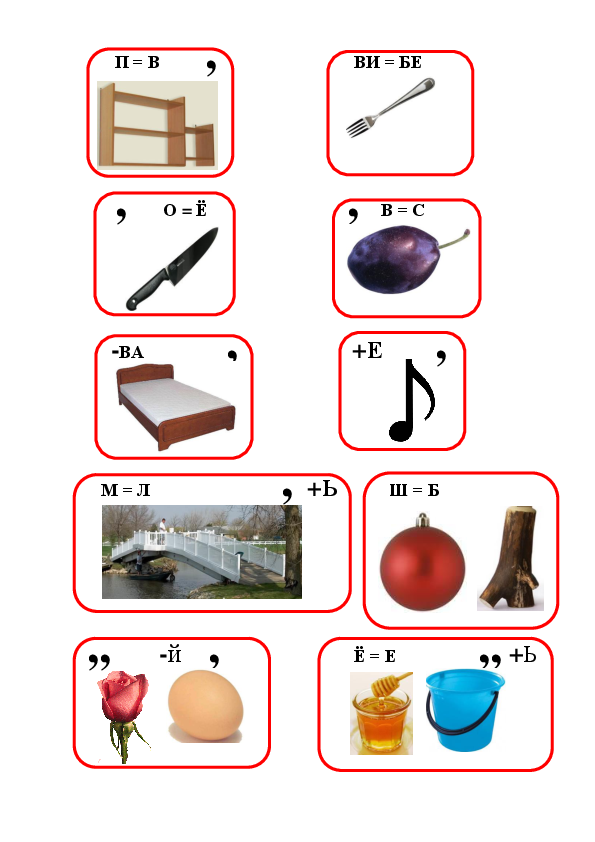 П = В ,
ВИ = БЕ
, О = Ё
, В = С
-ВА ,
+Е ,
М = Л , +Ь
Ш = Б
,, -Й ,
Ё = Е ,, +Ь